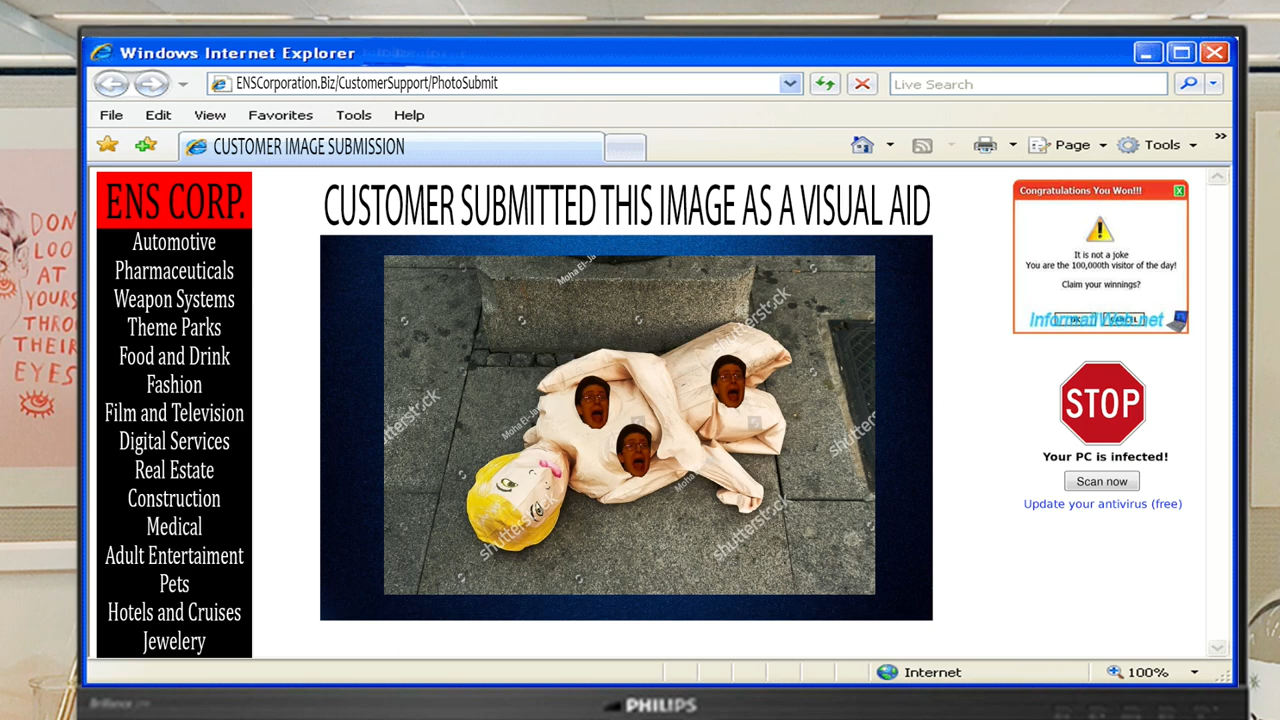 Windows Internet Explorer
ENSCorporation.Biz/CustomerSupport/PhotoSubmit
Live Search
File Edit View Favorites Tools Help
CUSTOMER IMAGE SUBMISSION
Page Tools
ENS CORP.
Automotive
Pharmaceuticals
Weapon Systems
Theme Parks
Food and Drink
Fashion
Film and Television
Digital Services
Real Estate
Construction
Medical
Adult Entertaiment
Pets
Hotels and Cruises
Jewelery
CUSTOMER SUBMITTED THIS IMAGE AS A VISUAL AID
shutterstock
shutterstock
shutterstock
shutterstock
Congratulations You Won!!!
It is not a joke
You are the 100,000th visitor of the day!
Claim your winnings?
CANCEL
STOP
Your PC is infected!
Scan now
Update your antivirus (free)
Internet
100%
PHILIPS
Brilliance
DON
LOO
AT
YOURS
THRO
THEIR
EYES